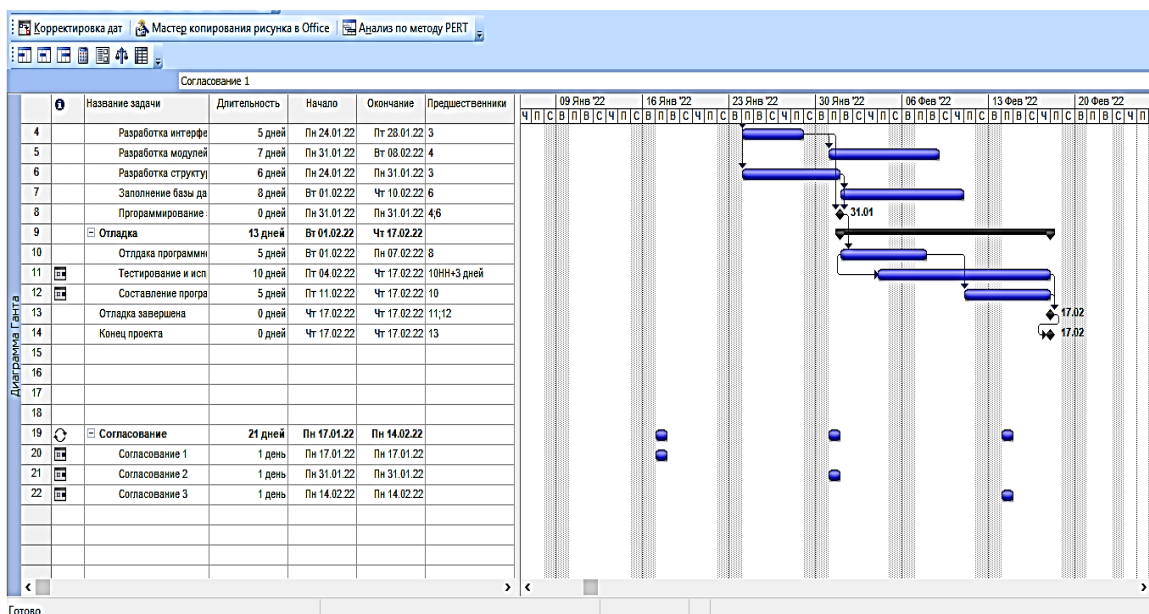 Корректировка дат Мастер копирования рисунка в Office Анализ по методу PERT
Согласование 1
Название задачи Длительность Начало Окончание Предшественники 09 Янв '22 16 Янв '22 23 Янв '22 30 Янв '22 06 Фев '22 13 Фев '22 20 Фев '22
Ч П С В П В С Ч П С В П В С Ч П С В П В С Ч П С В П В С Ч П С В П В С Ч П С В П В С Ч П С В П В С Ч П
4 Разработка интерфе 5 дней Пн 24.01.22 Пт 28.01.22 3
5 Разработка модулей 7 дней Пн 31.01.22 Вт 08.02.22 4
6 Разработка структу 6 дней Пн 24.01.22 Пн 31.01.22 3
7 Заполнение базы да 8 дней Вт 01.02.22 Чт 10.02.22 6
8 Прграммирование 0 дней Пн 31.01.22 Пн 31.01.22 4;6 31.01
9 Отладка 13 дней Вт 01.02.22 Чт 17.02.22
10 Отлдака программн 5 дней Вт 01.02.22 Пн 07.02.22 8
11 Тестирование и исп 10 дней Пт 04.02.22 Чт 17.02.22 10НН+3 дней
12 Составление програ 5 дней Пт 11.02.22 Чт 17.02.22 10
13 Отладка завершена 0 дней Чт 17.02.22 Чт 17.02.22 11;12 17.02
14 Конец проекта 0 дней Чт 17.02.22 Чт 17.02.22 13 17.02
15
16
17
18
19 Согласование 21 дней Пн 17.01.22 Пн 14.02.22
20 Согласование 1 1 день Пн 17.01.22 Пн 17.01.22
21 Согласование 2 1 день Пн 31.01.22 Пн 31.01.22
22 Согласование 3 1 день Пн 14.02.22 Пн 14.02.22
Диаграмма Ганта
Готово